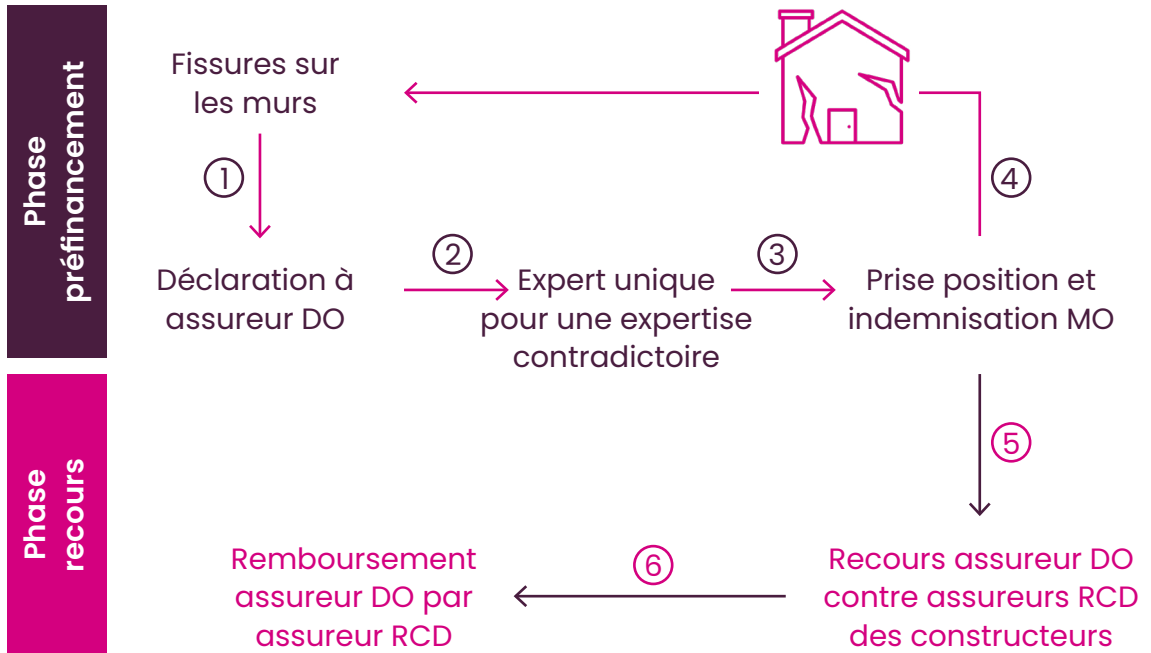 Phase
préfinancement
Fissures sur
les murs
1
4
Déclaration à
assureur DO
2
Expert unique
pour une expertise
contradictoire
3
Prise position et
indemnisation MO
Phase
recours
5
Recours assureur DO
contre assureurs RCD
des constructeurs
6
Remboursement
assureur DO par
assureur RCD